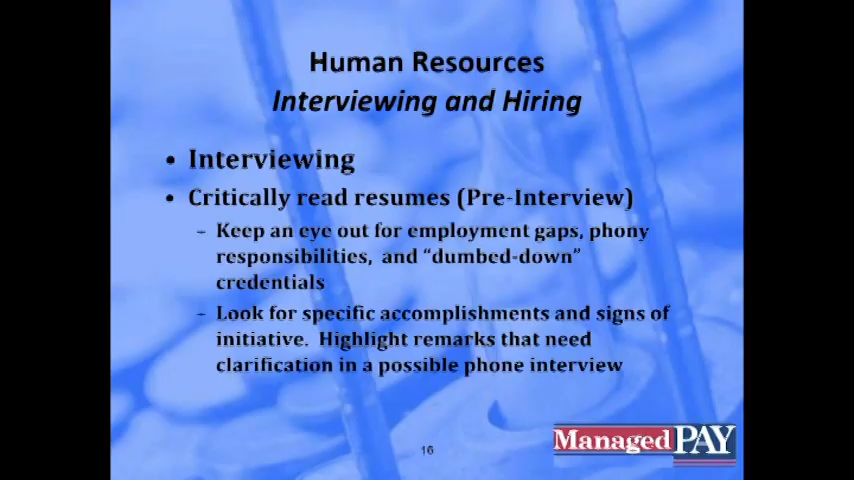 Human Resources
Interviewing and Hiring
• Interviewing
• Critically read resumes (Pre-Interview)
– Keep an eye out for employment gaps, phony
responsibilities, and “dumbed-down”
credentials
– Look for specific accomplishments and signs of
initiative. Highlight remarks that need
clarification in a possible phone interview
16
ManagedPAY